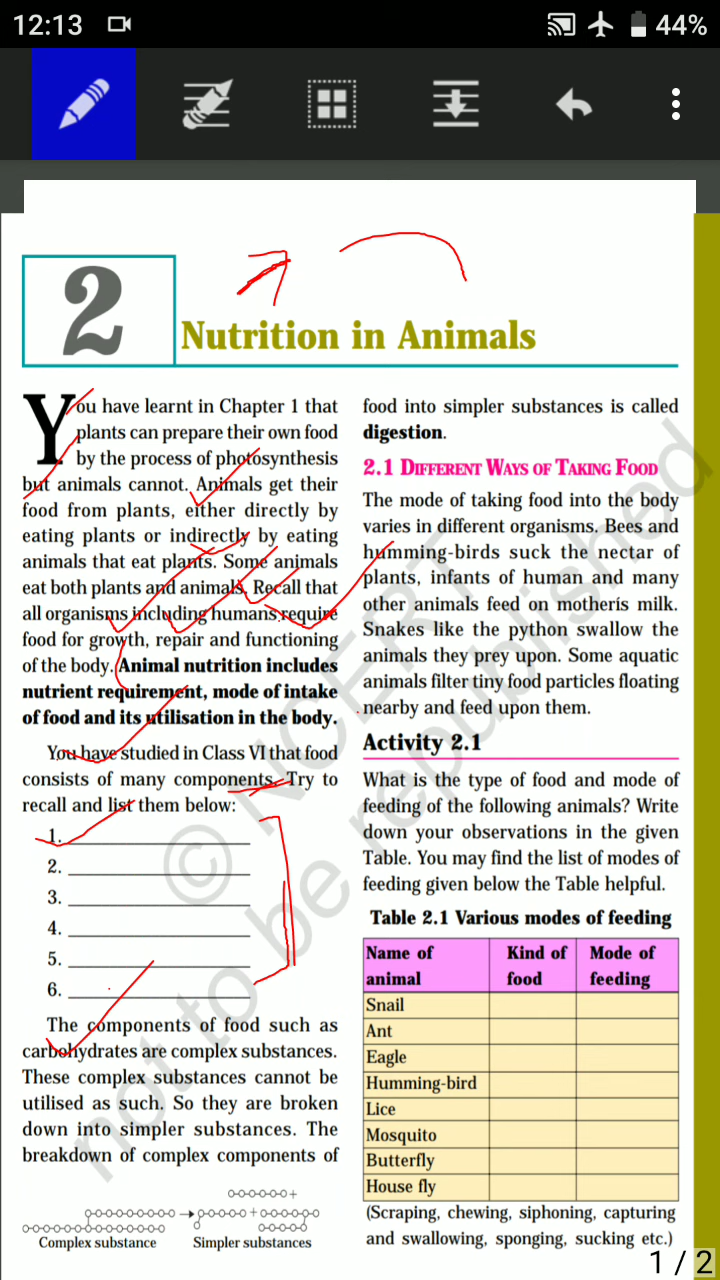 12:13
44%
2
Nutrition in Animals
You have learnt in Chapter 1 that
plants can prepare their own food
by the process of photosynthesis
but animals cannot. Animals get their
food from plants, either directly by
eating plants or indirectly by eating
animals that eat plants. Some animals
eat both plants and animals. Recall that
all organisms including humans require
food for growth, repair and functioning
of the body. Animal nutrition includes
nutrient requirement, mode of intake
of food and its utilisation in the body.
You have studied in Class VI that food
consists of many components. Try to
recall and list them below:
1.
2.
3.
4.
5.
6.
The components of food such as
carbohydrates are complex substances.
These complex substances cannot be
utilised as such. So they are broken
down into simpler substances. The
breakdown of complex components of
Complex substance
Simpler substances
food into simpler substances is called
digestion.
2.1 DIFFERENT WAYS OF TAKING FOOD
The mode of taking food into the body
varies in different organisms. Bees and
humming-birds suck the nectar of
plants, infants of human and many
other animals feed on motherís milk.
Snakes like the python swallow the
animals they prey upon. Some aquatic
animals filter tiny food particles floating
nearby and feed upon them.
Activity 2.1
What is the type of food and mode of
feeding of the following animals? Write
down your observations in the given
Table. You may find the list of modes of
feeding given below the Table helpful.
Table 2.1 Various modes of feeding
Name of animal Kind of food Mode of feeding
Snail
Ant
Eagle
Humming-bird
Lice
Mosquito
Butterfly
House fly
(Scraping, chewing, siphoning, capturing
and swallowing, sponging, sucking etc.)
© NCERT
not to be republished
1 / 2